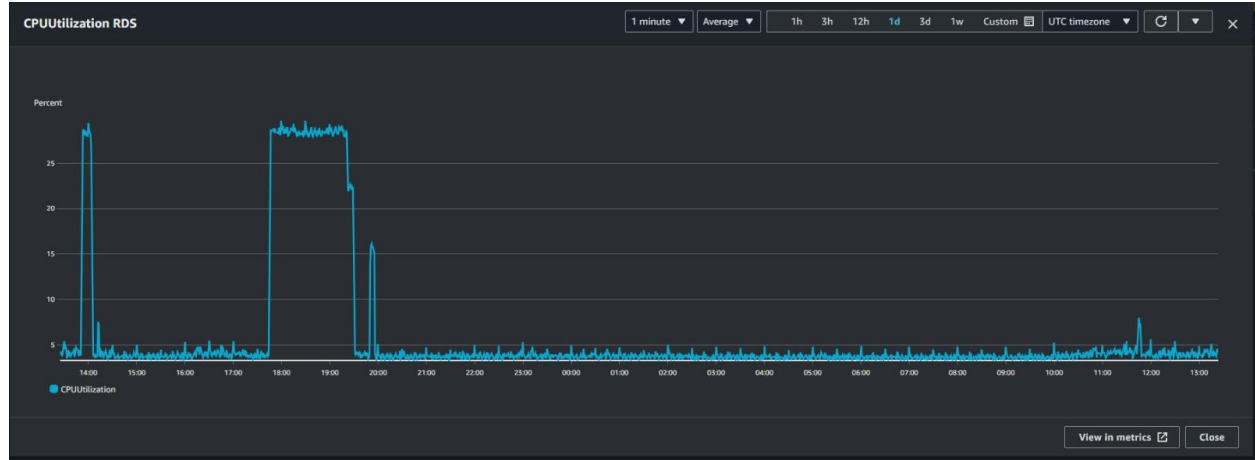 CPUUtilization RDS
1 minute ▼ Average ▼ 1h 3h 12h 1d 3d 1w Custom UTC timezone ▼ ▼ ×
Percent
25
20
15
10
5
14:00 15:00 16:00 17:00 18:00 19:00 20:00 21:00 22:00 23:00 00:00 01:00 02:00 03:00 04:00 05:00 06:00 07:00 08:00 09:00 10:00 11:00 12:00 13:00
CPUUtilization
View in metrics Close